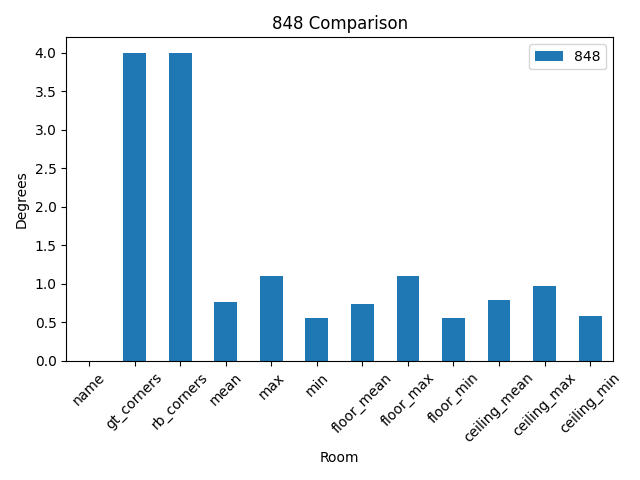 848 Comparison
848
Degrees
4.0
3.5
3.0
2.5
2.0
1.5
1.0
0.5
0.0
name
gt_corners
rb_corners
mean
max
min
floor_mean
floor_max
floor_min
ceiling_mean
ceiling_max
ceiling_min
Room